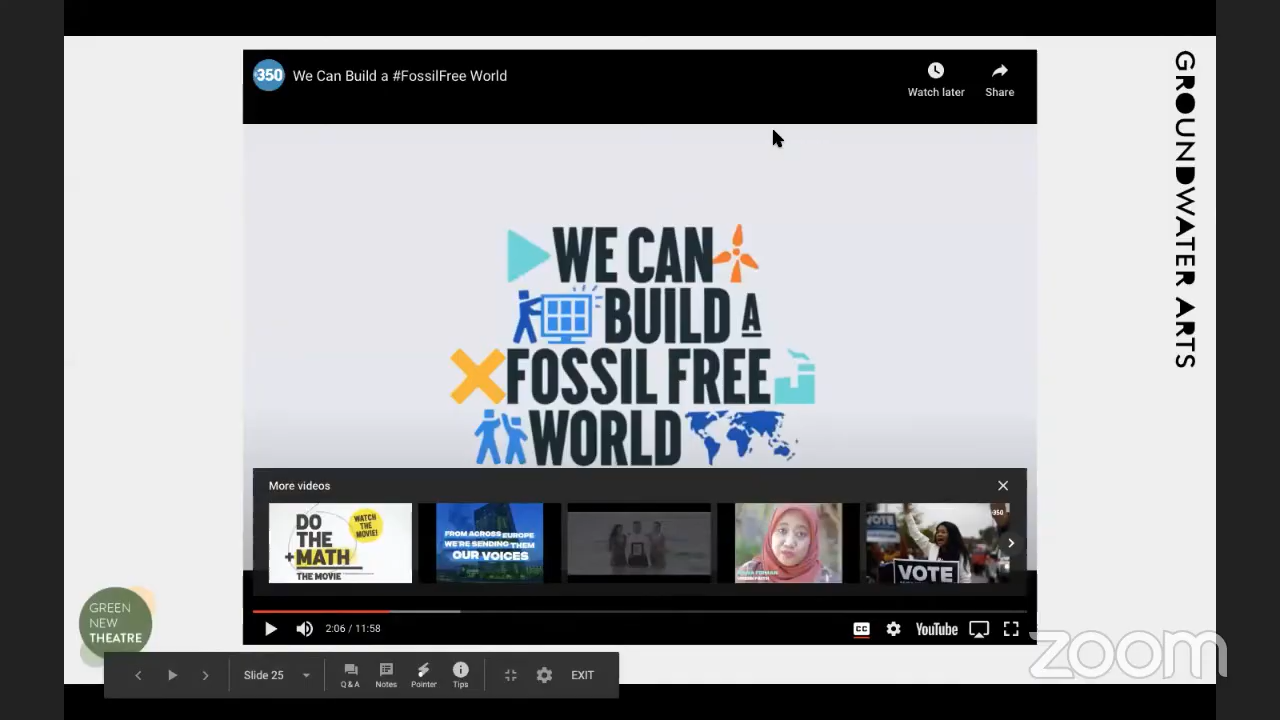 350 We Can Build a #FossilFree World
Watch later
Share
GROUNDWATER ARTS
WE CAN
BUILD A
FOSSIL FREE
WORLD
More videos
DO
THE
+MATH
THE MOVIE
WATCH
THE
MOVIE!
FROM ACROSS EUROPE
WE'RE SENDING THEM
OUR VOICES
VOTE
350
VOTE
GREEN
NEW
THEATRE
2:06 / 11:58
CC
YouTube
Slide 25
Q&A
Notes
Pointer
Tips
EXIT
zoom